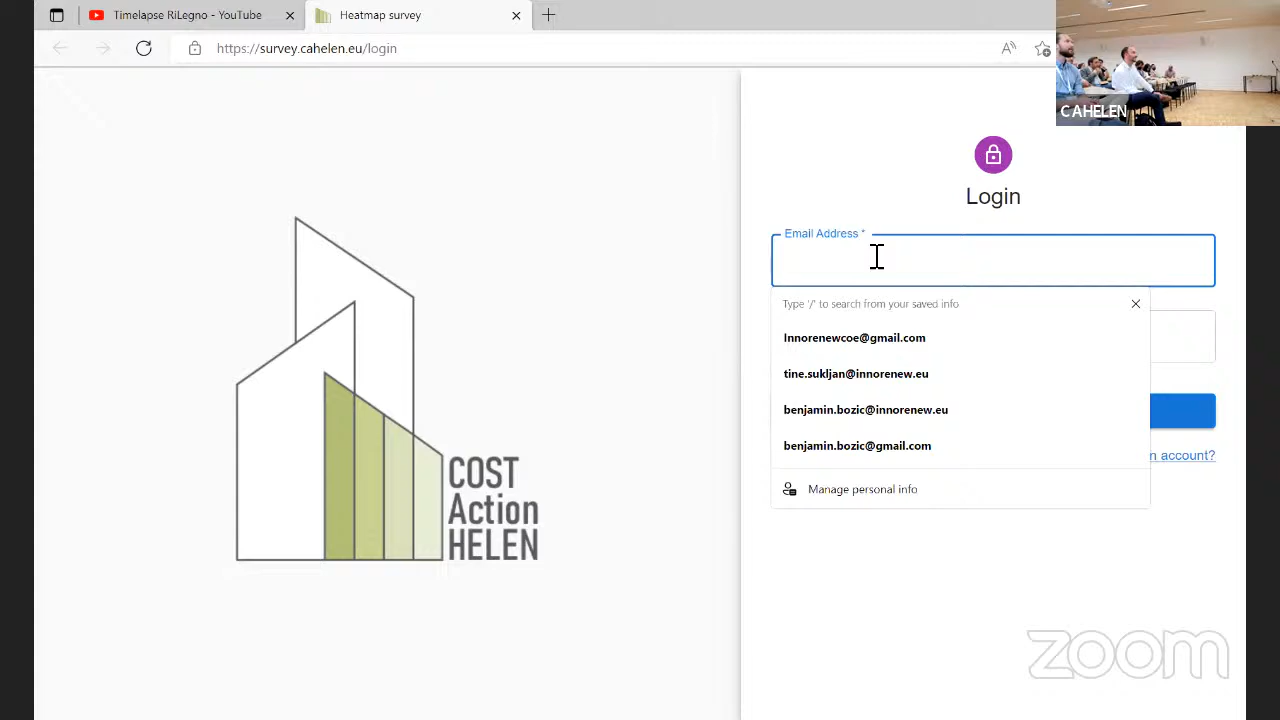 Timelapse RiLegno - YouTube
Heatmap survey
https://survey.cahelen.eu/login
CAHELEN
Login
Email Address *
Type '/' to search from your saved info
Innorenewcoe@gmail.com
tine.sukljan@innorenew.eu
benjamin.bozic@innorenew.eu
benjamin.bozic@gmail.com
n account?
Manage personal info
COST
Action
HELEN
zoom